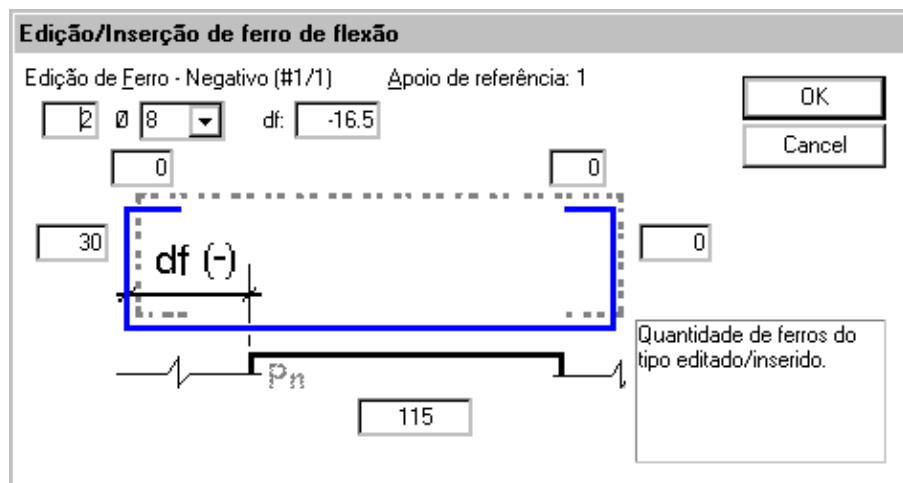 Edição/Inserção de ferro de flexão
Edição de Ferro - Negativo (#1/1) Apoio de referência: 1
2 Ø 8 df: -16.5
OK
Cancel
0 0
30 0
df (-)
Quantidade de ferros do
tipo editado/inserido.
Pn
115